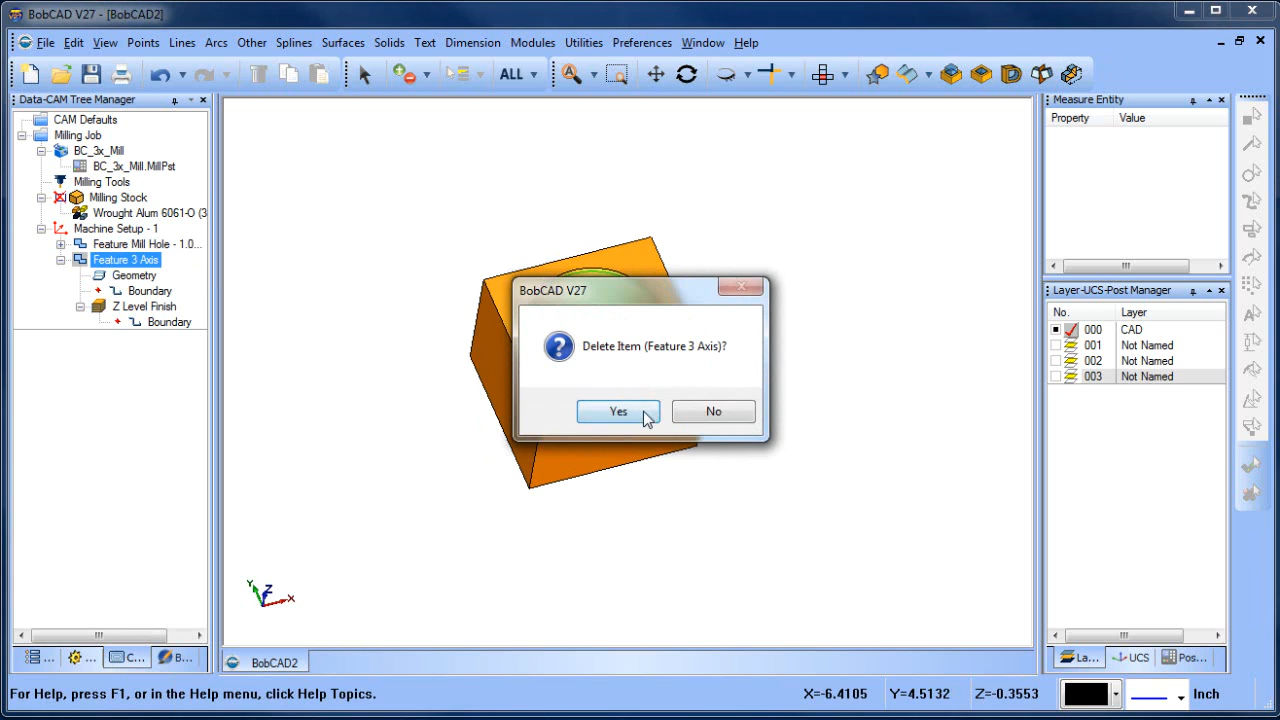 BobCAD V27 - [BobCAD2]
File Edit View Points Lines Arcs Other Splines Surfaces Solids Text Dimension Modules Utilities Preferences Window Help
ALL
Data-CAM Tree Manager
CAM Defaults
Milling Job
BC_3x_Mill
BC_3x_Mill.MillPst
Milling Tools
Milling Stock
Wrought Alum 6061-O (3
Machine Setup - 1
Feature Mill Hole - 1.0...
Feature 3 Axis
Geometry
Boundary
Z Level Finish
Boundary
... ... C... B...
BobCAD V27
Delete Item (Feature 3 Axis)?
Yes No
Y Z X
BobCAD2
Measure Entity
Property Value
Layer-UCS-Post Manager
No. Layer
000 CAD
001 Not Named
002 Not Named
003 Not Named
La... UCS Pos...
For Help, press F1, or in the Help menu, click Help Topics.
X=-6.4105 Y=4.5132 Z=-0.3553 Inch